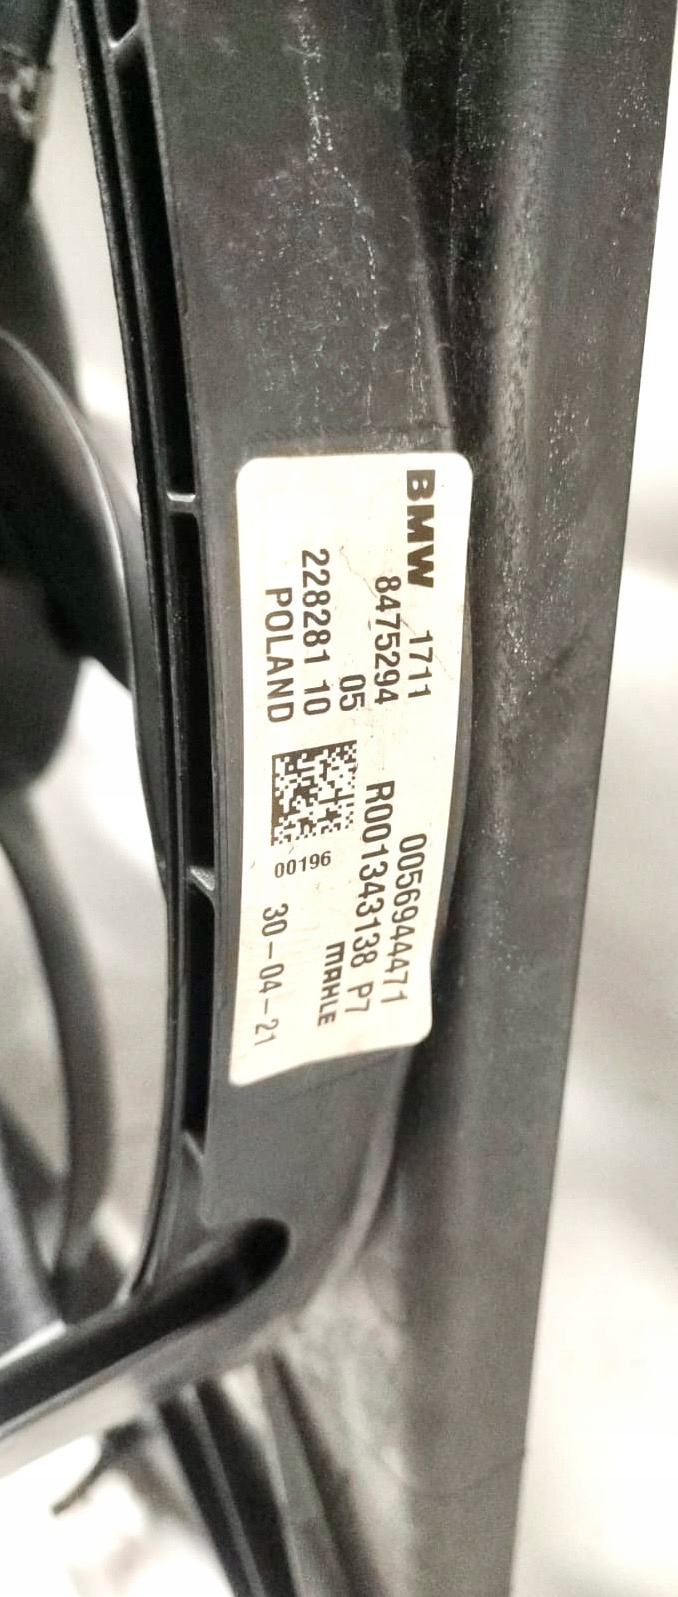 BMW 1711
8475294
05
228281 10
POLAND
0056944471
R001343138 P7
MAHLE
00196
30-04-21